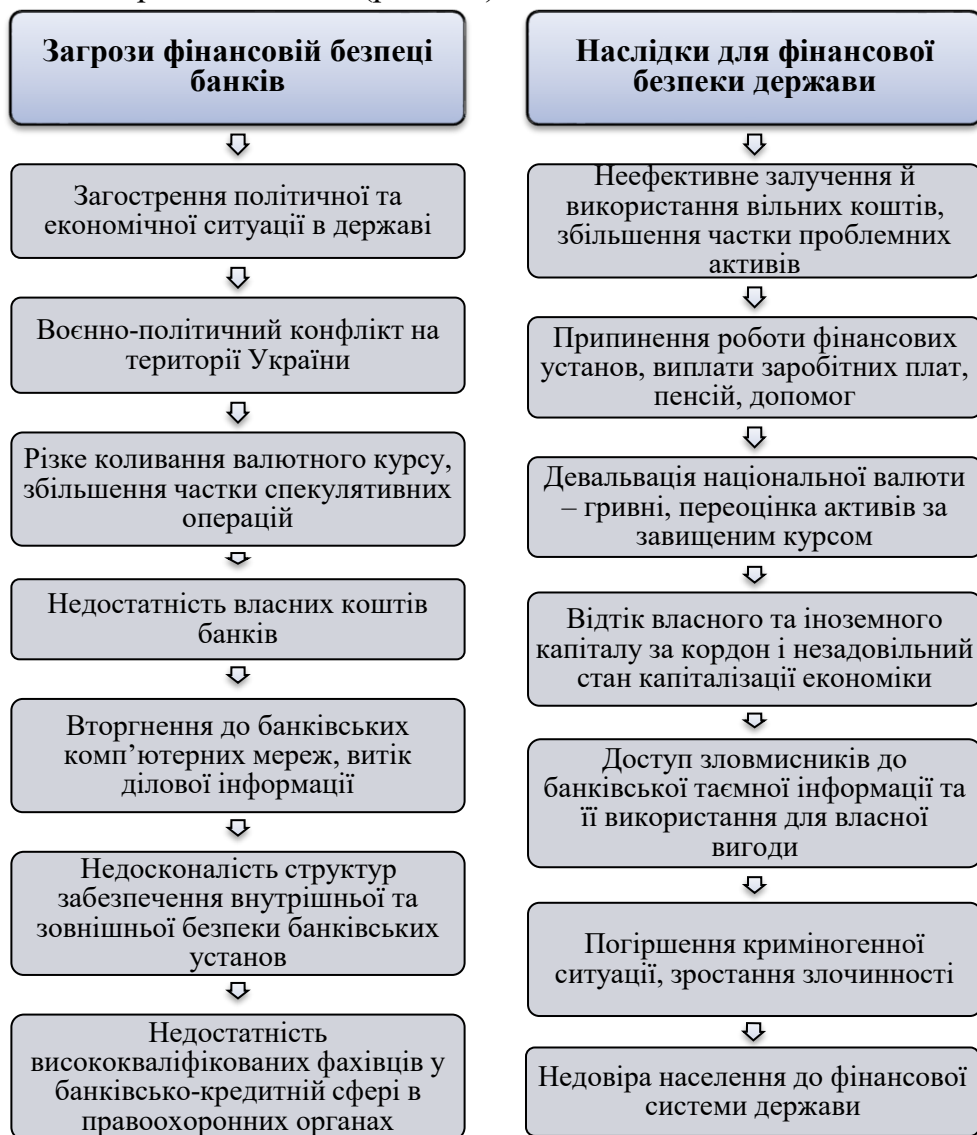 Загрози фінансовій безпеці
банків
Загострення політичної та
економічної ситуації в державі
Воєнно-політичний конфлікт на
території України
Різке коливання валютного курсу,
збільшення частки спекулятивних
операцій
Недостатність власних коштів
банків
Вторгнення до банківських
комп’ютерних мереж, витік
ділової інформації
Недосконалість структур
забезпечення внутрішньої та
зовнішньої безпеки банківських
установ
Недостатність
висококваліфікованих фахівців у
банківсько-кредитній сфері в
правоохоронних органах
Наслідки для фінансової
безпеки держави
Неефективне залучення й
використання вільних коштів,
збільшення частки проблемних
активів
Припинення роботи фінансових
установ, виплати заробітних плат,
пенсій, допомог
Девальвація національної валюти
– гривні, переоцінка активів за
завищеним курсом
Відтік власного та іноземного
капіталу за кордон і незадовільний
стан капіталізації економіки
Доступ зловмисників до
банківської таємної інформації та
її використання для власної
вигоди
Погіршення криміногенної
ситуації, зростання злочинності
Недовіра населення до фінансової
системи держави